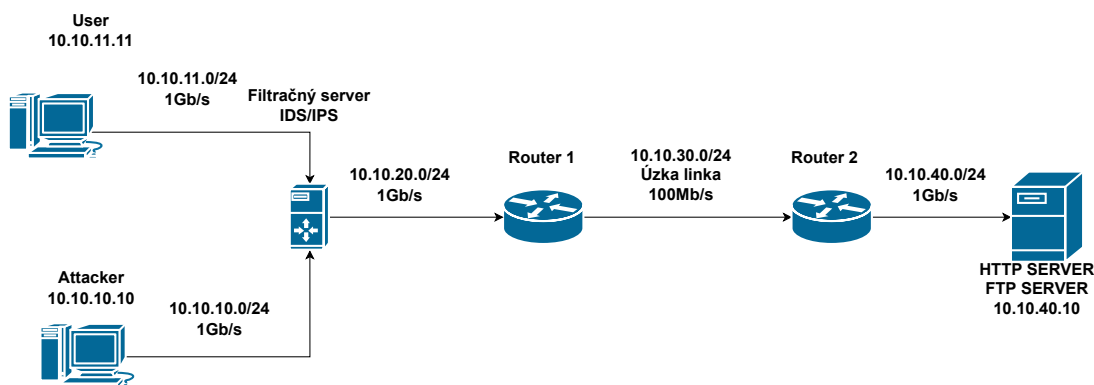 User
10.10.11.11
10.10.11.0/24
1Gb/s
Filtračný server
IDS/IPS
10.10.20.0/24
1Gb/s
Router 1
10.10.30.0/24
Úzka linka
100Mb/s
Router 2
10.10.40.0/24
1Gb/s
HTTP SERVER
FTP SERVER
10.10.40.10
Attacker
10.10.10.10
10.10.10.0/24
1Gb/s